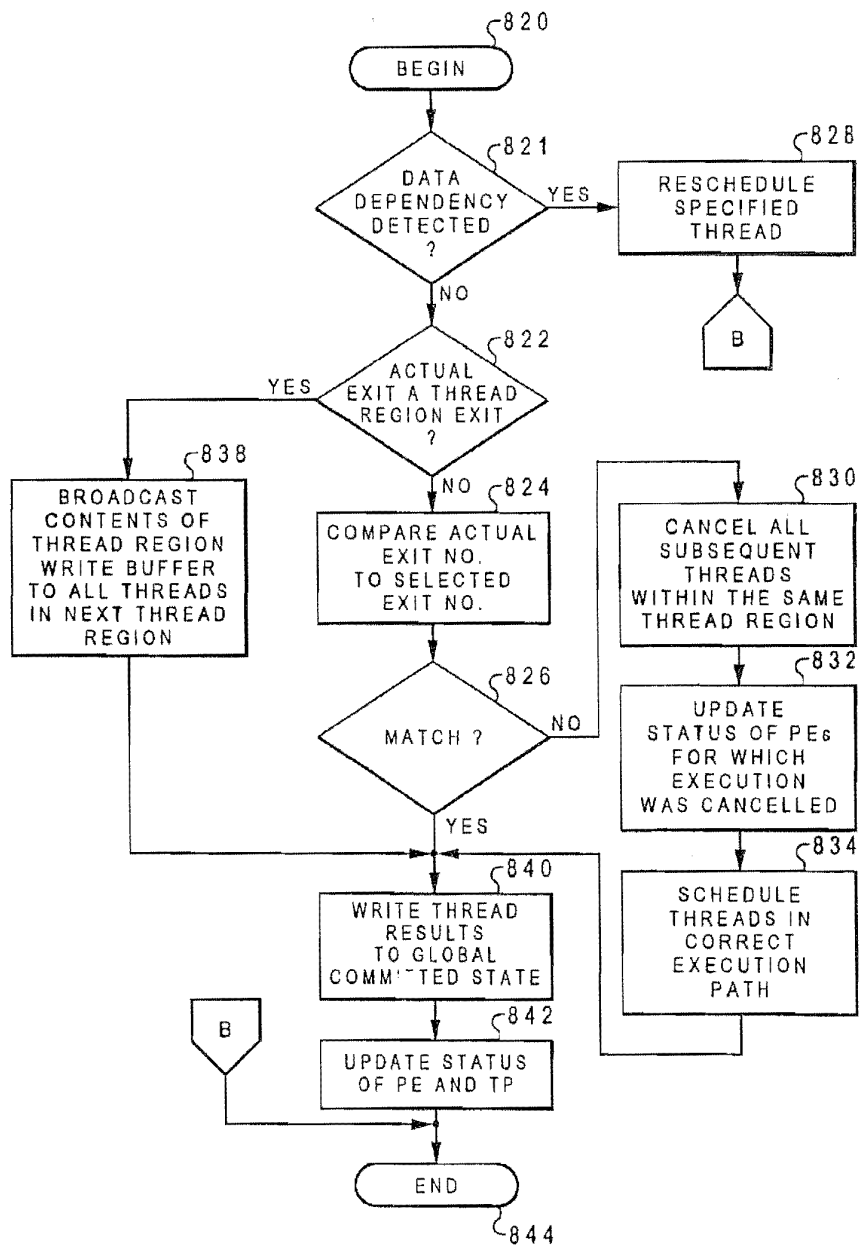 820
BEGIN
821
DATA
DEPENDENCY
DETECTED
?
YES
828
RESCHEDULE
SPECIFIED
THREAD
B
NO
822
ACTUAL
EXIT A THREAD
REGION EXIT
?
YES
838
BROADCAST
CONTENTS OF
THREAD REGION
WRITE BUFFER
TO ALL THREADS
IN NEXT THREAD
REGION
NO
824
COMPARE ACTUAL
EXIT NO.
TO SELECTED
EXIT NO.
826
MATCH ?
NO
830
CANCEL ALL
SUBSEQUENT
THREADS
WITHIN THE SAME
THREAD REGION
832
UPDATE
STATUS OF PEs
FOR WHICH
EXECUTION
WAS CANCELLED
834
SCHEDULE
THREADS IN
CORRECT
EXECUTION
PATH
YES
840
WRITE THREAD
RESULTS
TO GLOBAL
COMMITTED STATE
B
842
UPDATE STATUS
OF PE AND TP
END
844